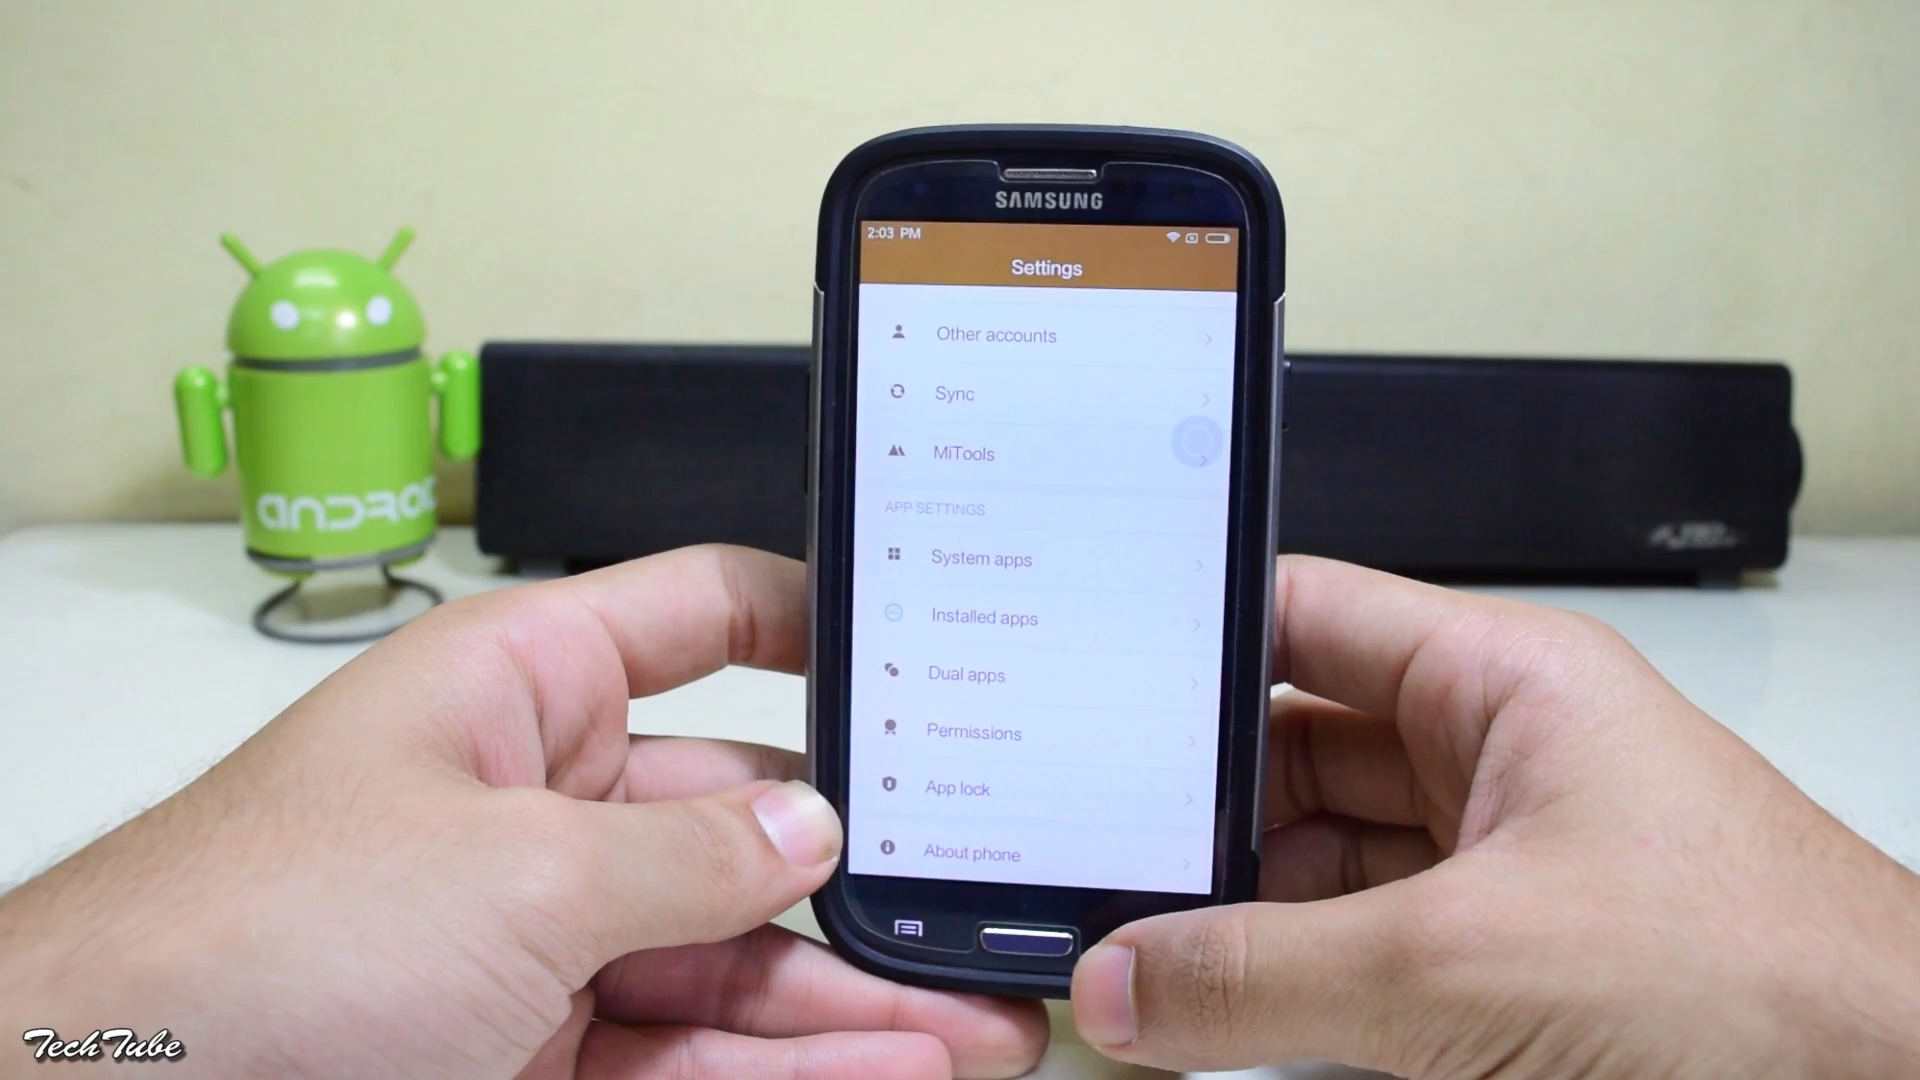 SAMSUNG
2:03 PM
Settings
Other accounts
Sync
MiTools
APP SETTINGS
System apps
Installed apps
Dual apps
Permissions
App lock
About phone
TechTube